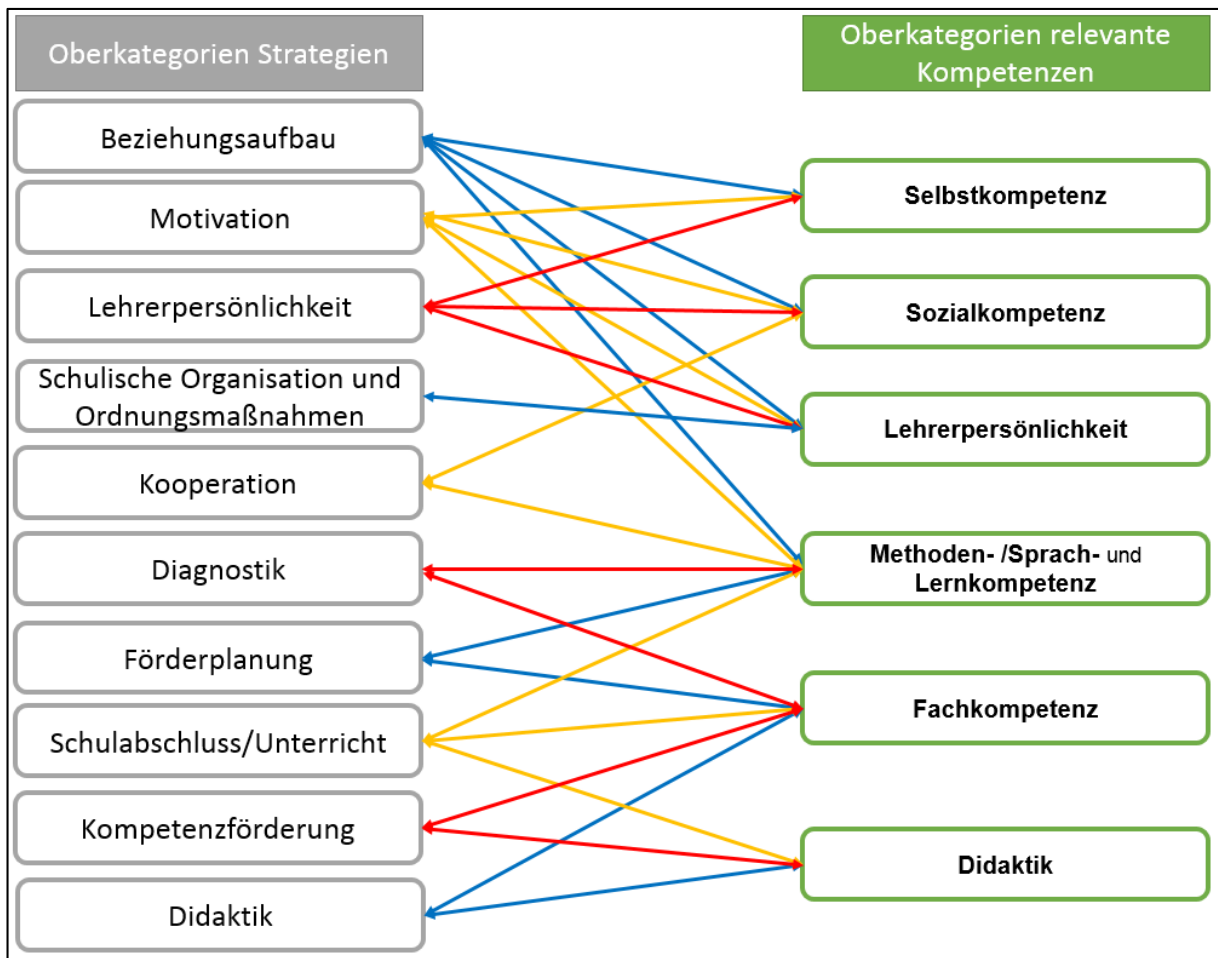 Oberkategorien Strategien
Beziehungsaufbau
Motivation
Lehrerpersönlichkeit
Schulische Organisation und
Ordnungsmaßnahmen
Kooperation
Diagnostik
Förderplanung
Schulabschluss/Unterricht
Kompetenzförderung
Didaktik
Oberkategorien relevante
Kompetenzen
Selbstkompetenz
Sozialkompetenz
Lehrerpersönlichkeit
Methoden- /Sprach- und
Lernkompetenz
Fachkompetenz
Didaktik